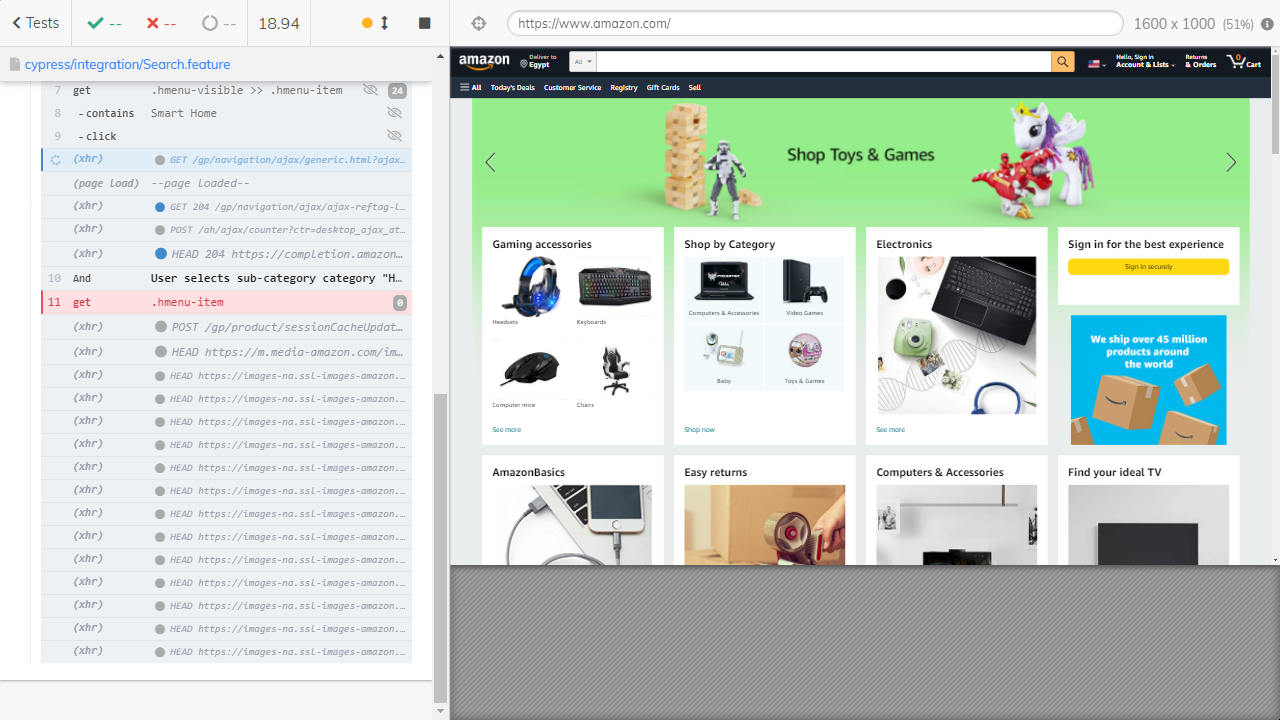 Tests
--
--
--
18.94
https://www.amazon.com/
1600 x 1000 (51%)
cypress/integration/Search.feature
7 get .hmenu-visible >> .hmenu-item 24
8 -contains Smart Home
9 -click
(xhr) GET /gp/navigation/ajax/generic.html?ajax...
(page load) --page loaded--
(xhr) GET 204 /gp/navigation/ajax/ajax-reftag-l...
(xhr) POST /ah/ajax/counter?ctr=desktop_ajax_at...
(xhr) HEAD 204 https://completion.amazon...
10 And User selects sub-category category "H...
11 get .hmenu-item 0
(xhr) POST /gp/product/sessionCacheUpdat...
(xhr) HEAD https://m.media-amazon.com/im...
(xhr) HEAD https://images-na.ssl-images-amazon...
(xhr) HEAD https://images-na.ssl-images-amazon...
(xhr) HEAD https://images-na.ssl-images-amazon...
(xhr) HEAD https://images-na.ssl-images-amazon...
(xhr) HEAD https://images-na.ssl-images-amazon...
(xhr) HEAD https://images-na.ssl-images-amazon...
(xhr) HEAD https://images-na.ssl-images-amazon...
(xhr) HEAD https://images-na.ssl-images-amazon...
(xhr) HEAD https://images-na.ssl-images-amazon...
(xhr) HEAD https://images-na.ssl-images-amazon...
(xhr) HEAD https://images-na.ssl-images-amazon...
(xhr) HEAD https://images-na.ssl-images-amazon...
(xhr) HEAD https://images-na.ssl-images-amazon...
amazon
Deliver to
Egypt
All
Hello, Sign in
Account & Lists
Returns
& Orders
0
Cart
All Today's Deals Customer Service Registry Gift Cards Sell
Shop Toys & Games
Gaming accessories
Headsets Keyboards
Computer mice Chairs
See more
Shop by Category
Computers & Accessories Video Games
Baby Toys & Games
Shop now
Electronics
See more
Sign in for the best experience
Sign in securely
We ship over 45 million
products around
the world
AmazonBasics
Easy returns
Computers & Accessories
Find your ideal TV